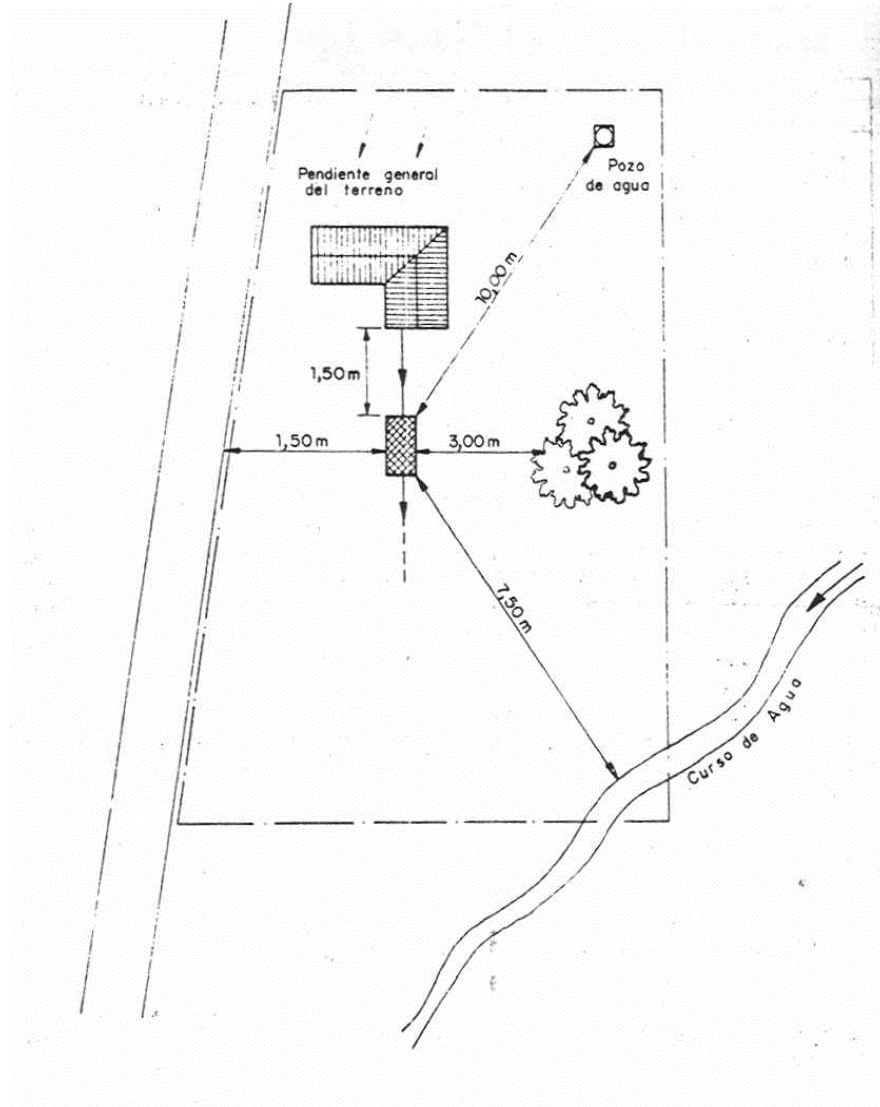 Pendiente general
del terreno
Pozo
de agua
10,00 m
1,50 m
1,50 m
3,00 m
7,50 m
Curso de Agua